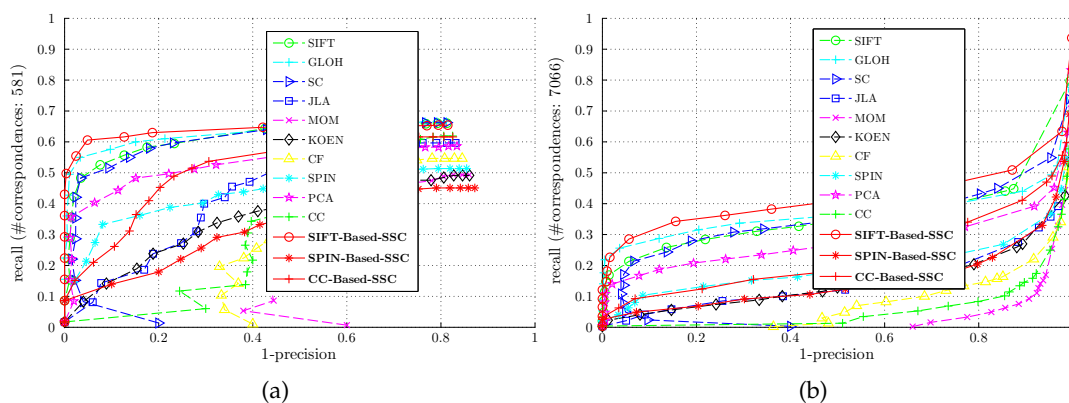 1
0.9
0.8
0.7
0.6
0.5
0.4
0.3
0.2
0.1
0
0 0.2 0.4 0.6 0.8 1
recall (#correspondences: 581)
1-precision
SIFT
GLOH
SC
JLA
MOM
KOEN
CF
SPIN
PCA
CC
SIFT-Based-SSC
SPIN-Based-SSC
CC-Based-SSC
(a)
1
0.9
0.8
0.7
0.6
0.5
0.4
0.3
0.2
0.1
0
0 0.2 0.4 0.6 0.8
recall (#correspondences: 7066)
1-precision
SIFT
GLOH
SC
JLA
MOM
KOEN
CF
SPIN
PCA
CC
SIFT-Based-SSC
SPIN-Based-SSC
CC-Based-SSC
(b)